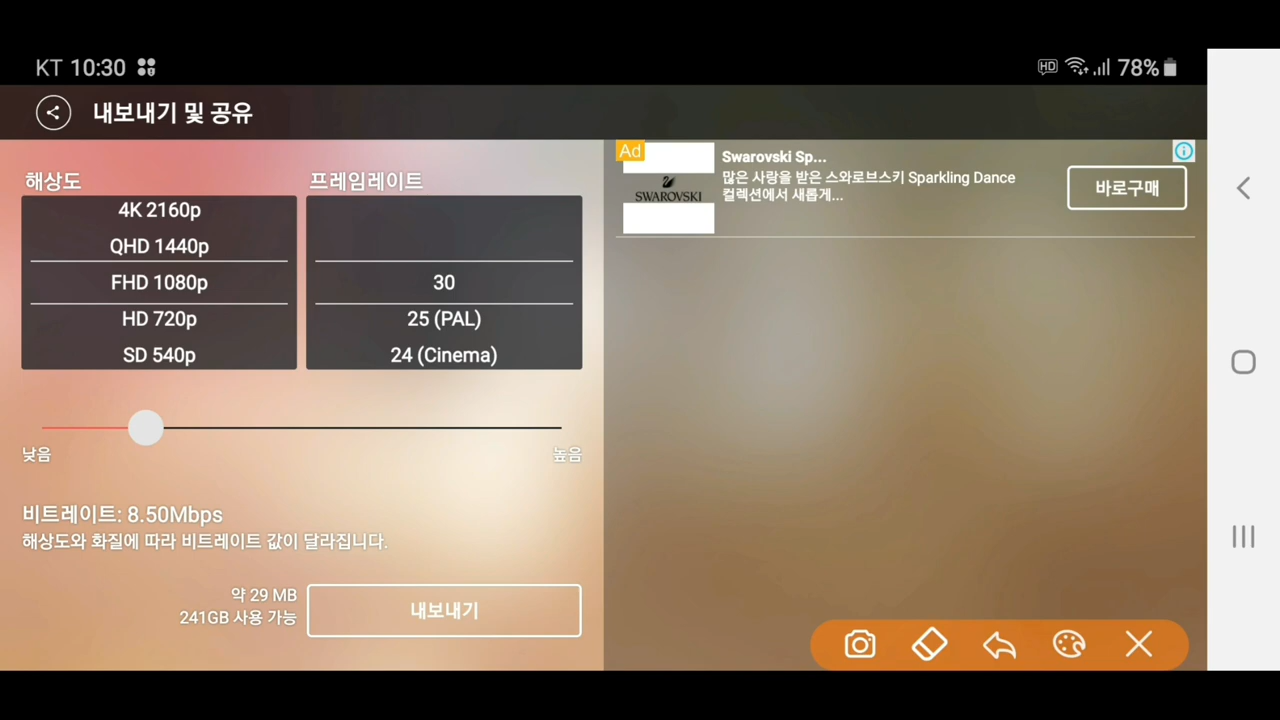 KT 10:30
HD
78%
내보내기 및 공유
해상도
4K 2160p
QHD 1440p
FHD 1080p
HD 720p
SD 540p
프레임레이트
30
25 (PAL)
24 (Cinema)
낮음
높음
비트레이트: 8.50Mbps
해상도와 화질에 따라 비트레이트 값이 달라집니다.
약 29 MB
241GB 사용 가능
내보내기
Ad
SWAROVSKI
Swarovski Sp...
많은 사랑을 받은 스와로브스키 Sparkling Dance
컬렉션에서 새롭게...
바로구매